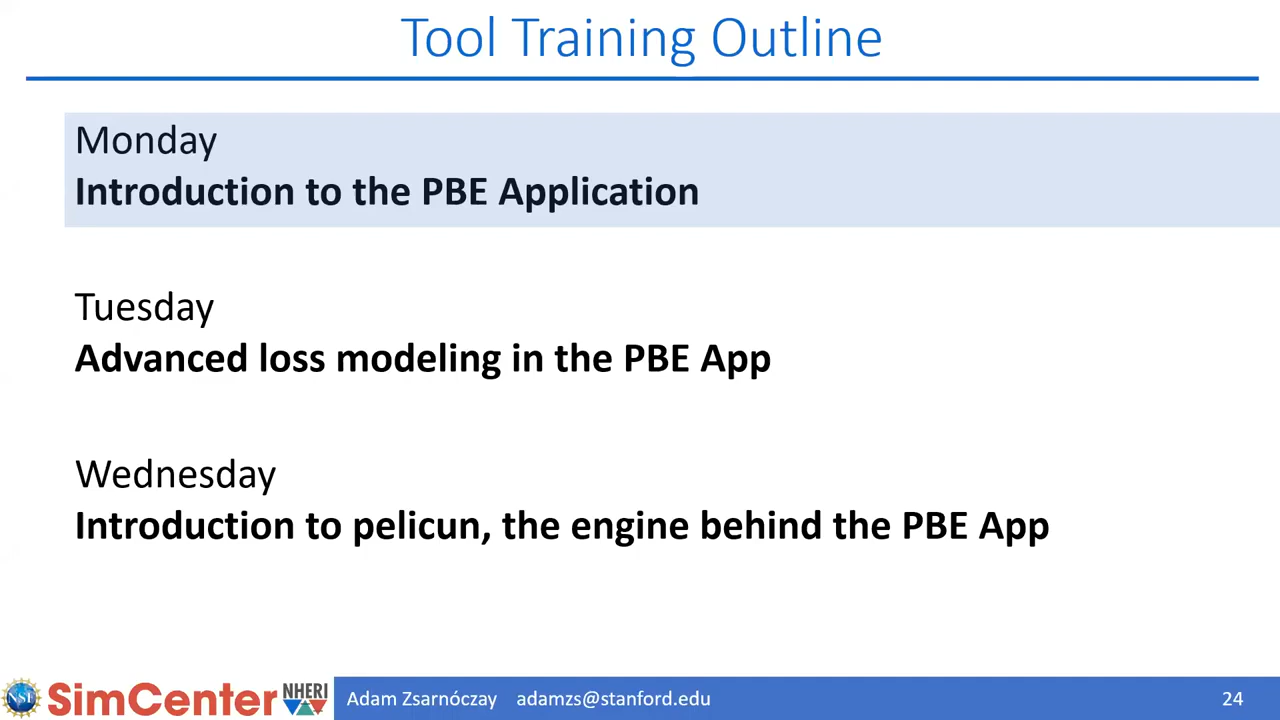 Tool Training Outline
Monday
Introduction to the PBE Application
Tuesday
Advanced loss modeling in the PBE App
Wednesday
Introduction to pelicun, the engine behind the PBE App
NSF SimCenter NHERI Adam Zsarnóczay adamzs@stanford.edu 24